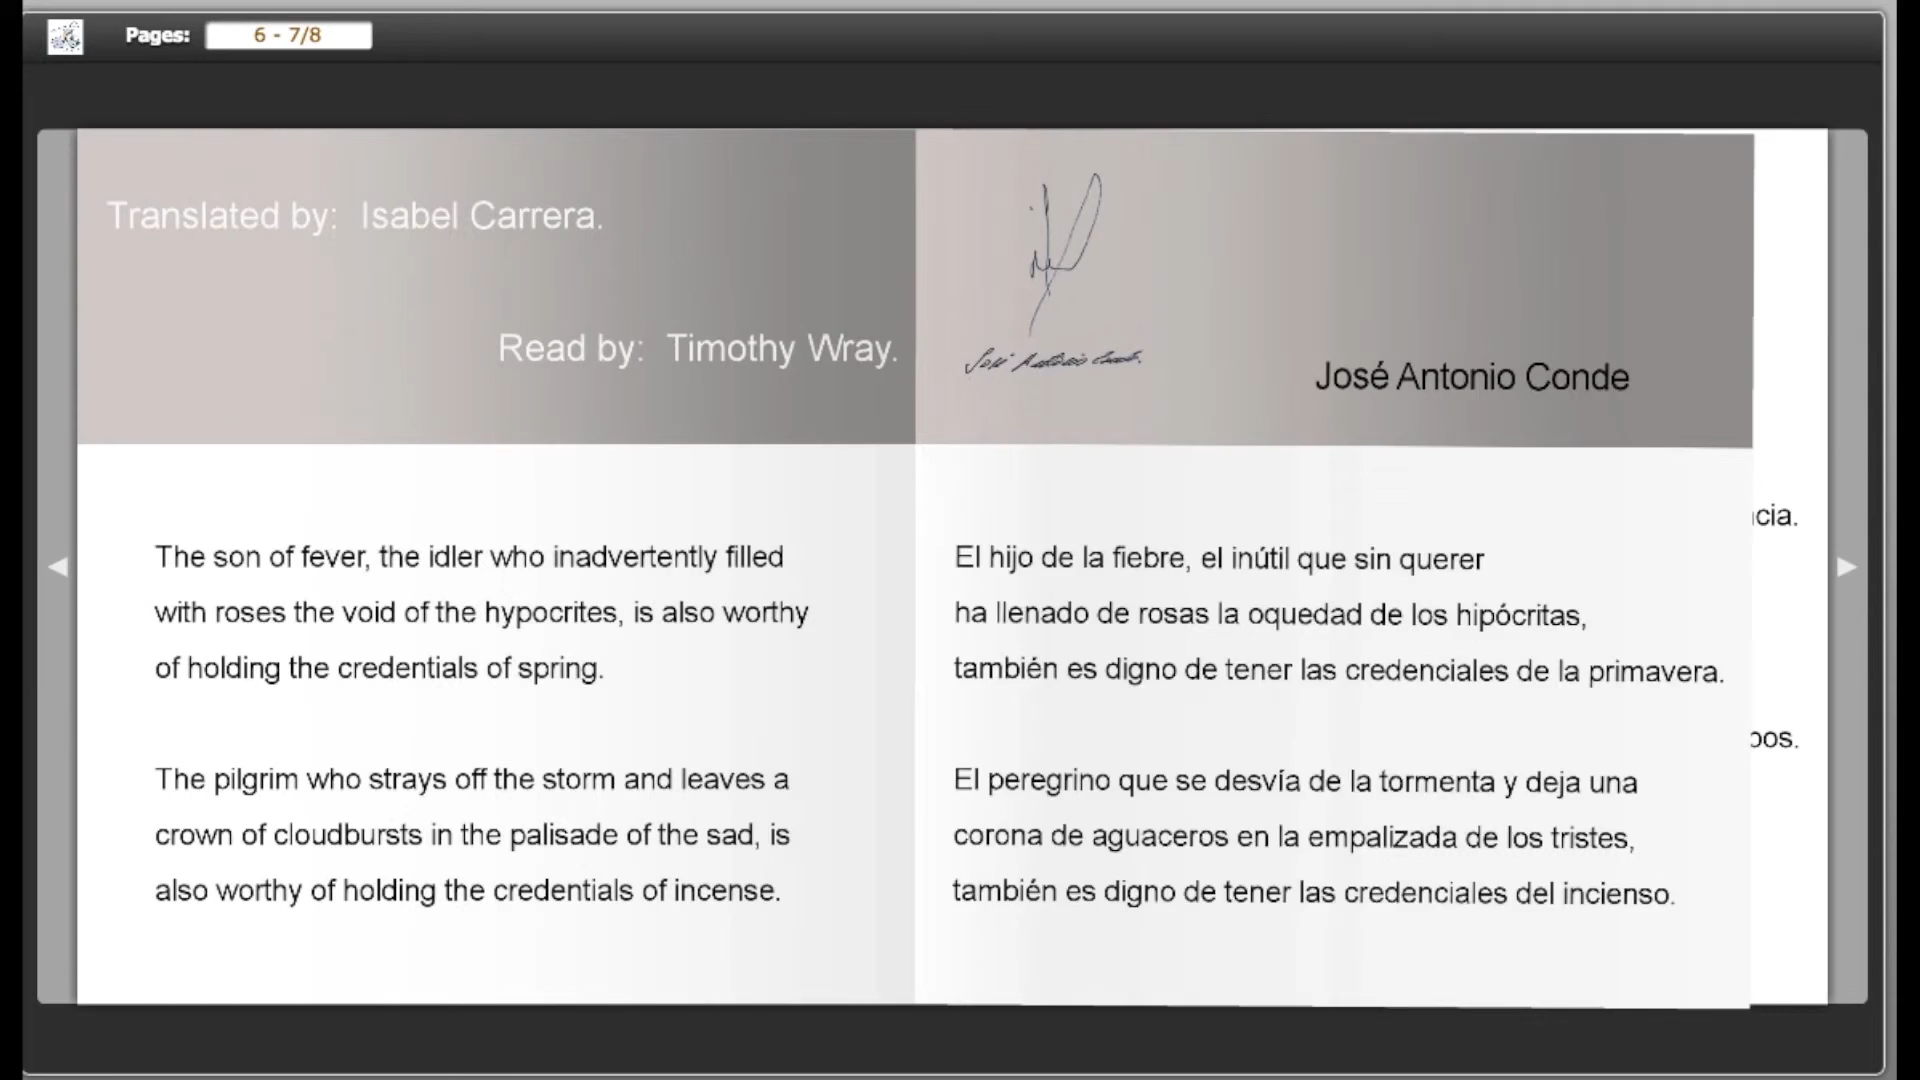 Pages: 6 - 7/8
Translated by: Isabel Carrera.
Read by: Timothy Wray.
The son of fever, the idler who inadvertently filled
with roses the void of the hypocrites, is also worthy
of holding the credentials of spring.
The pilgrim who strays off the storm and leaves a
crown of cloudbursts in the palisade of the sad, is
also worthy of holding the credentials of incense.
José Antonio Conde.
José Antonio Conde
El hijo de la fiebre, el inútil que sin querer
ha llenado de rosas la oquedad de los hipócritas,
también es digno de tener las credenciales de la primavera.
El peregrino que se desvía de la tormenta y deja una
corona de aguaceros en la empalizada de los tristes,
también es digno de tener las credenciales del incienso.
cia.
pos.